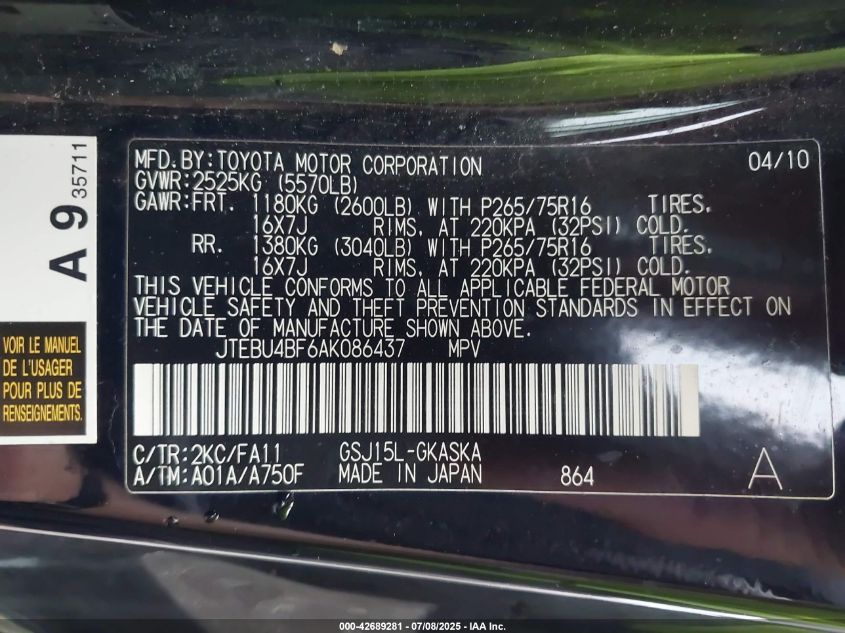 A 9 35711
VOIR LE MANUEL
DE L'USAGER
POUR PLUS DE
RENSEIGNEMENTS.
MFD.BY:TOYOTA MOTOR CORPORATION 04/10
GVWR:2525KG (5570LB)
GAWR:FRT. 1180KG (2600LB) WITH P265/75R16 TIRES.
16X7J RIMS, AT 220KPA (32PSI) COLD.
RR. 1380KG (3040LB) WITH P265/75R16 TIRES.
16X7J RIMS, AT 220KPA (32PSI) COLD.
THIS VEHICLE CONFORMS TO ALL APPLICABLE FEDERAL MOTOR
VEHICLE SAFETY AND THEFT PREVENTION STANDARDS IN EFFECT ON
THE DATE OF MANUFACTURE SHOWN ABOVE.
JTEBU4BF6AK086437 MPV
C/TR:2KC/FA11 GSJ15L-GKASKA
A/TM:A01A/A750F MADE IN JAPAN 864 A
000-42689281 - 07/08/2025 - IAA Inc.